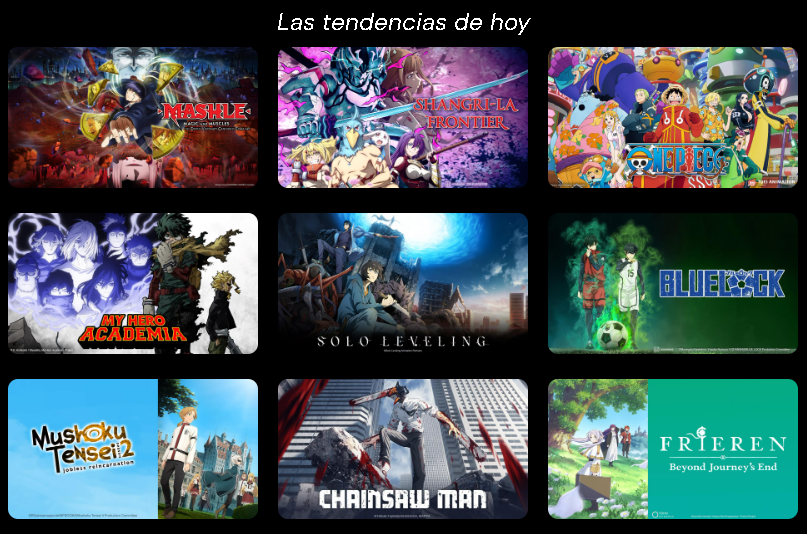 Las tendencias de hoy
MASHLE
MAGIC AND MUSCLES
SHANGRI-LA
FRONTIER
ONE PIECE
MY HERO
ACADEMIA
SOLO LEVELING
BLUELOCK
15
Mushoku
Tensei 2
jobless reincarnation
CHAINSAW MAN
FRIEREN
Beyond Journey's End